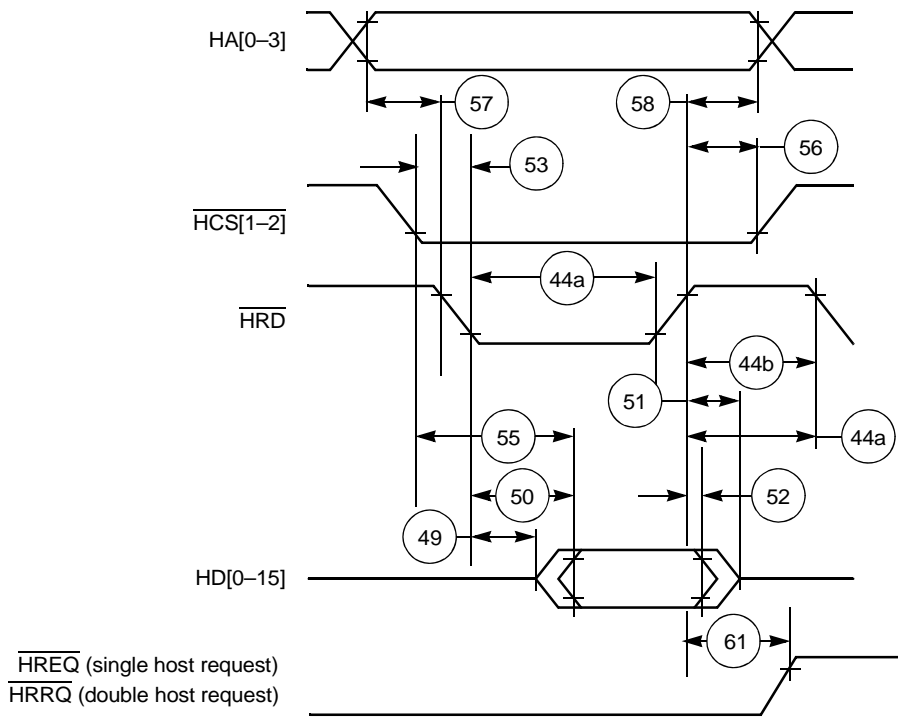 HA[0–3]
57
58
53
56
HCS[1–2]
44a
HRD
44b
51
55
44a
50
52
49
HD[0–15]
61
HREQ (single host request)
HRRQ (double host request)